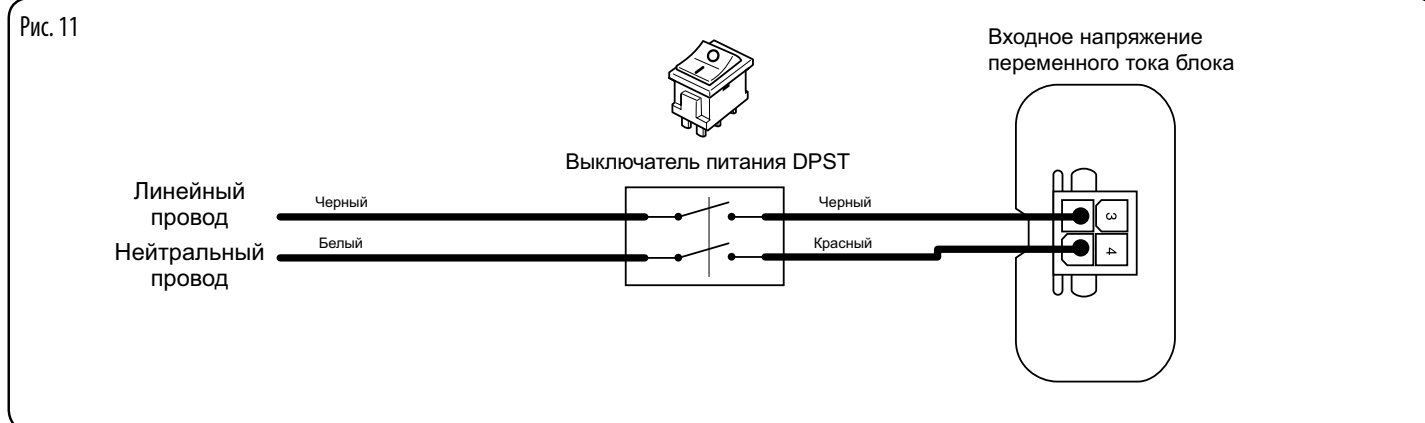 Рис. 11
Входное напряжение
переменного тока блока
Выключатель питания DPST
Линейный
провод
Черный
Черный
3
Нейтральный
провод
Белый
Красный
4